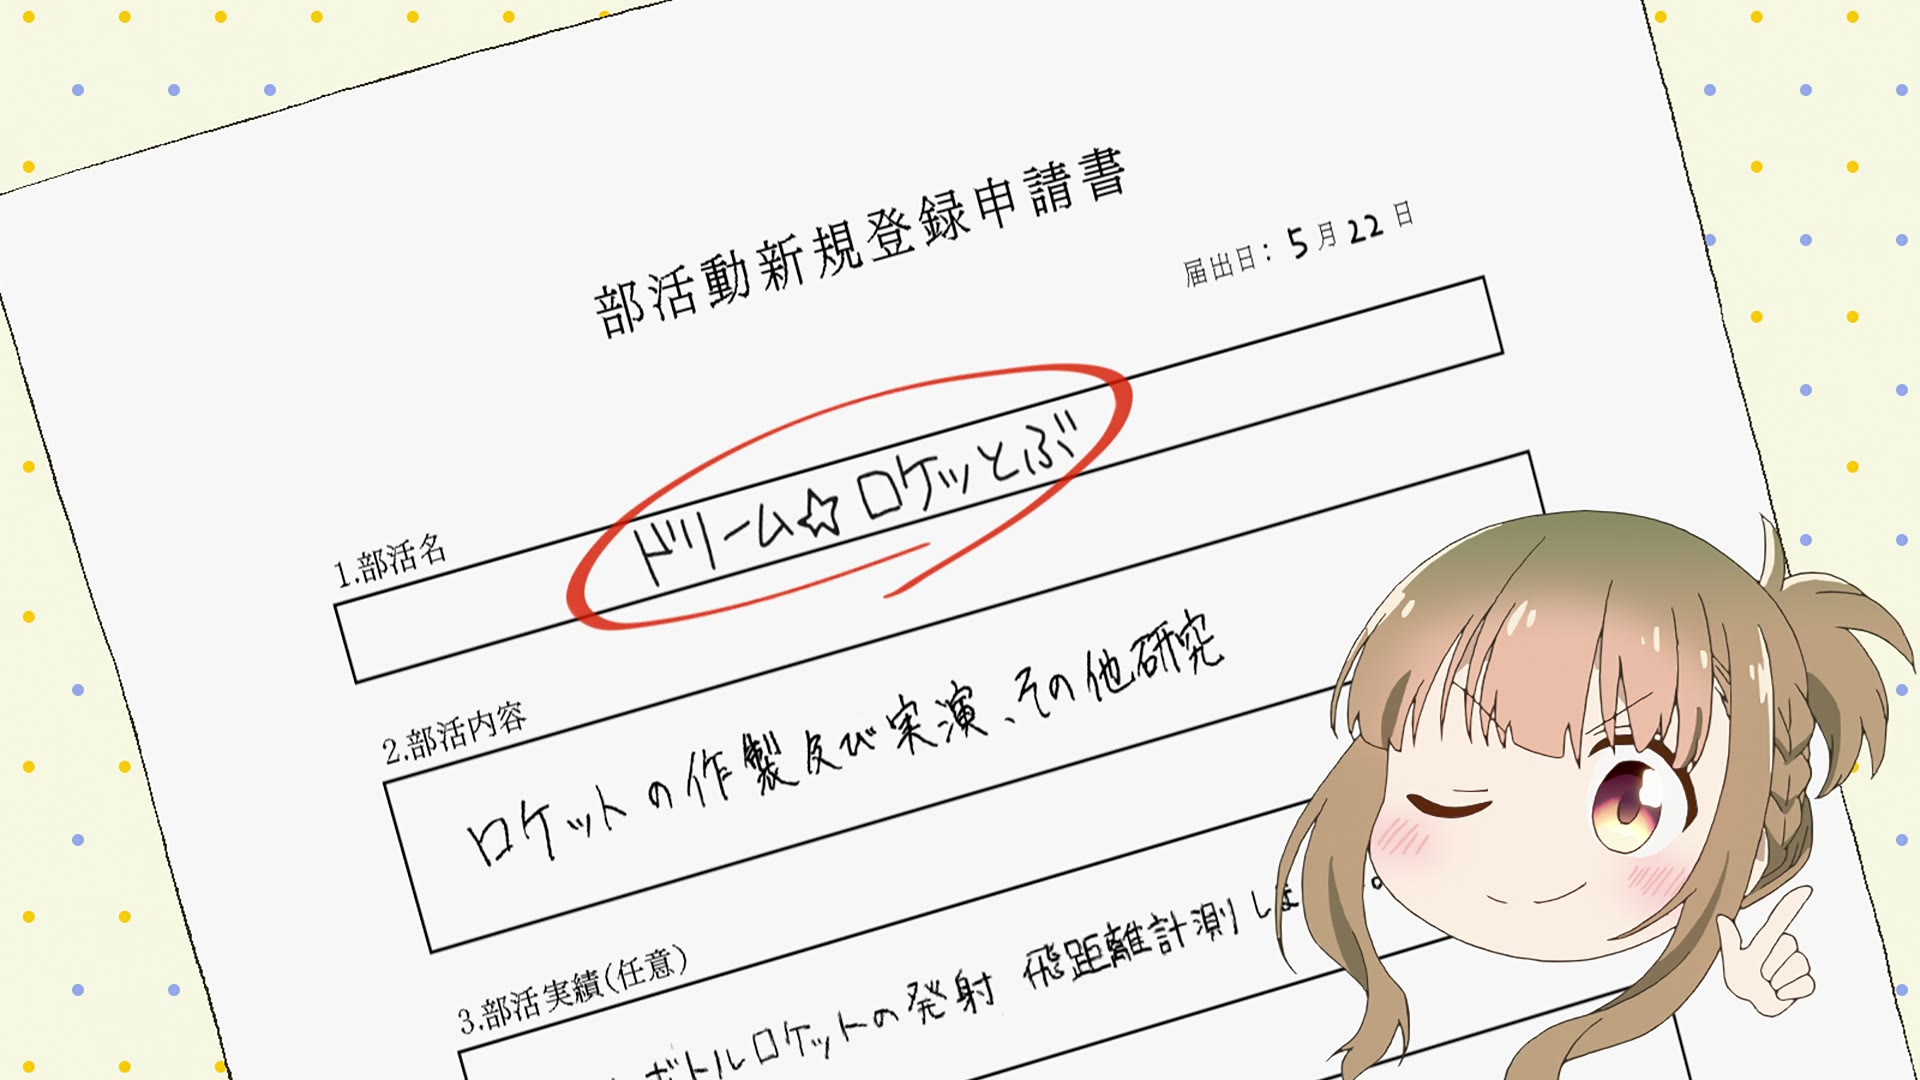 部活動新規登録申請書
届出日：5月22日
1.部活名
ドリーム☆ロケッとぶ
2.部活内容
ロケットの作製及び実演、その他研究
3.部活実績(任意)
ボトルロケットの発射 飛距離計測しま